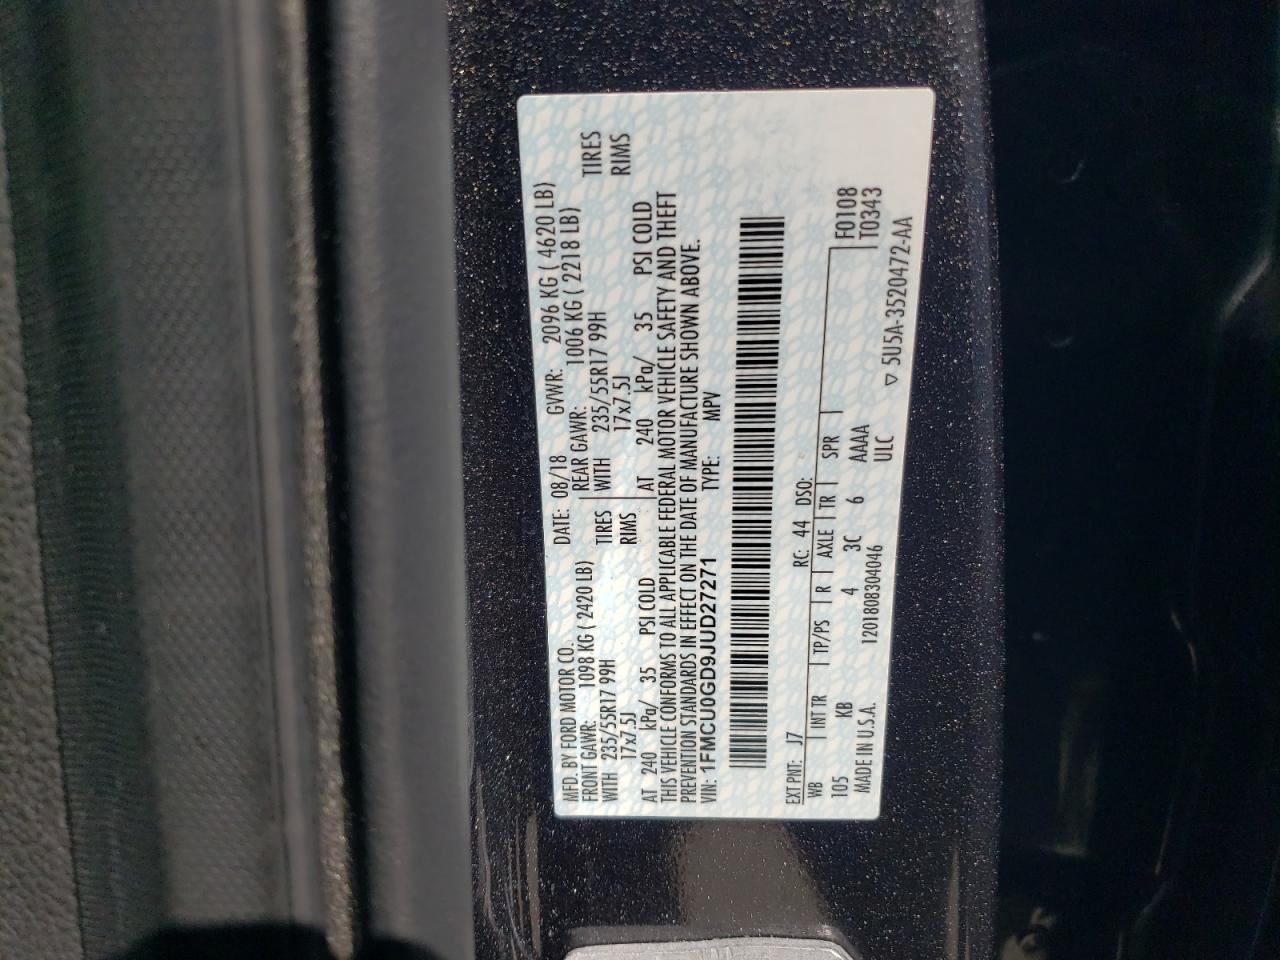 MFD. BY FORD MOTOR CO.
DATE: 08/18 GVWR: 2096 KG ( 4620 LB)
FRONT GAWR: 1098 KG ( 2420 LB) REAR GAWR: 1006 KG ( 2218 LB)
WITH 235/55R17 99H TIRES WITH 235/55R17 99H TIRES
17x7.5J RIMS 17x7.5J RIMS
AT 240 kPa/ 35 PSI COLD AT 240 kPa/ 35 PSI COLD
THIS VEHICLE CONFORMS TO ALL APPLICABLE FEDERAL MOTOR VEHICLE SAFETY AND THEFT
PREVENTION STANDARDS IN EFFECT ON THE DATE OF MANUFACTURE SHOWN ABOVE.
VIN: 1FMCU0GD9JUD27271 TYPE: MPV
EXT PNT: J7 RC: 44 DSO:
WB INT TR TP/PS R AXLE TR SPR F0108
105 KB 4 3C 6 AAAA T0343
ULC
MADE IN U.S.A. 1201808304046 ▽ 5U5A-3520472-AA